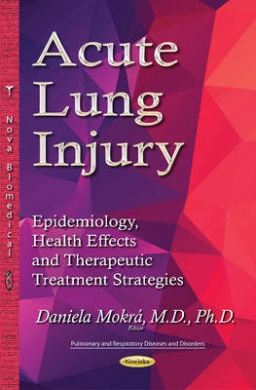 Acute
Lung
Injury
Epidemiology,
Health Effects
and Therapeutic
Treatment Strategies
Daniela Mokrá, M.D., Ph.D.
Editor
Pulmonary and Respiratory Diseases and Disorders
Novinka
Nova Biomedical